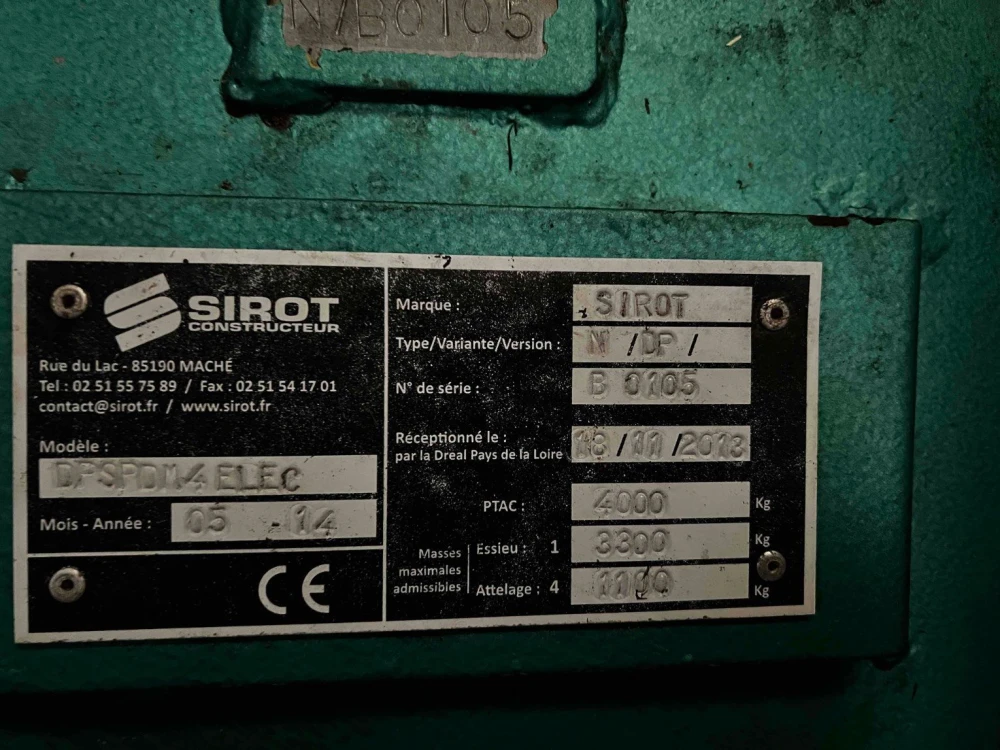 N/B0105
SIROT
CONSTRUCTEUR
Rue du Lac - 85190 MACHÉ
Tel : 02 51 55 75 89 / Fax : 02 51 54 17 01
contact@sirot.fr / www.sirot.fr
Modèle :
DPSPDM4ELEC
Mois - Année : 05 - 14
CE
Marque : SIROT
Type/Variante/Version : N /DP /
N° de série : B 0105
Réceptionné le :
par la Dreal Pays de la Loire 18/11/2013
PTAC : 4000 Kg
Masses maximales admissibles
Essieu : 1 3300 Kg
Attelage : 4 1100 Kg